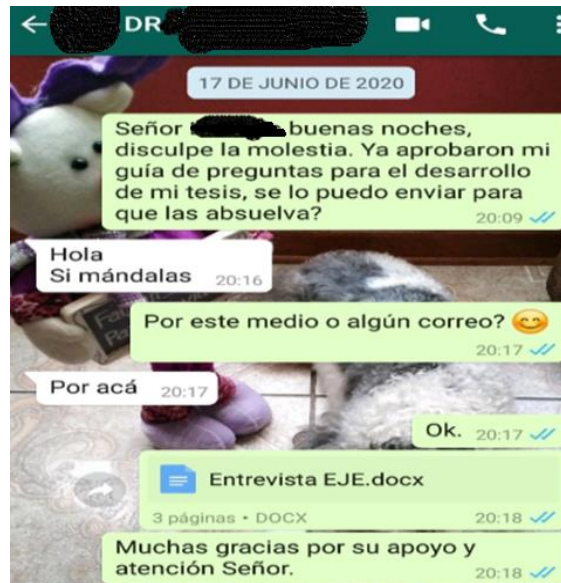 DR
17 DE JUNIO DE 2020
Señor buenas noches,
disculpe la molestia. Ya aprobaron mi
guía de preguntas para el desarrollo
de mi tesis, se lo puedo enviar para
que las absuelva?
20:09
Hola
Si mándalas 20:16
Por este medio o algún correo? 😊
20:17
Por acá 20:17
Ok. 20:17
Entrevista EJE.docx
3 páginas • DOCX 20:18
Muchas gracias por su apoyo y
atención Señor. 20:18